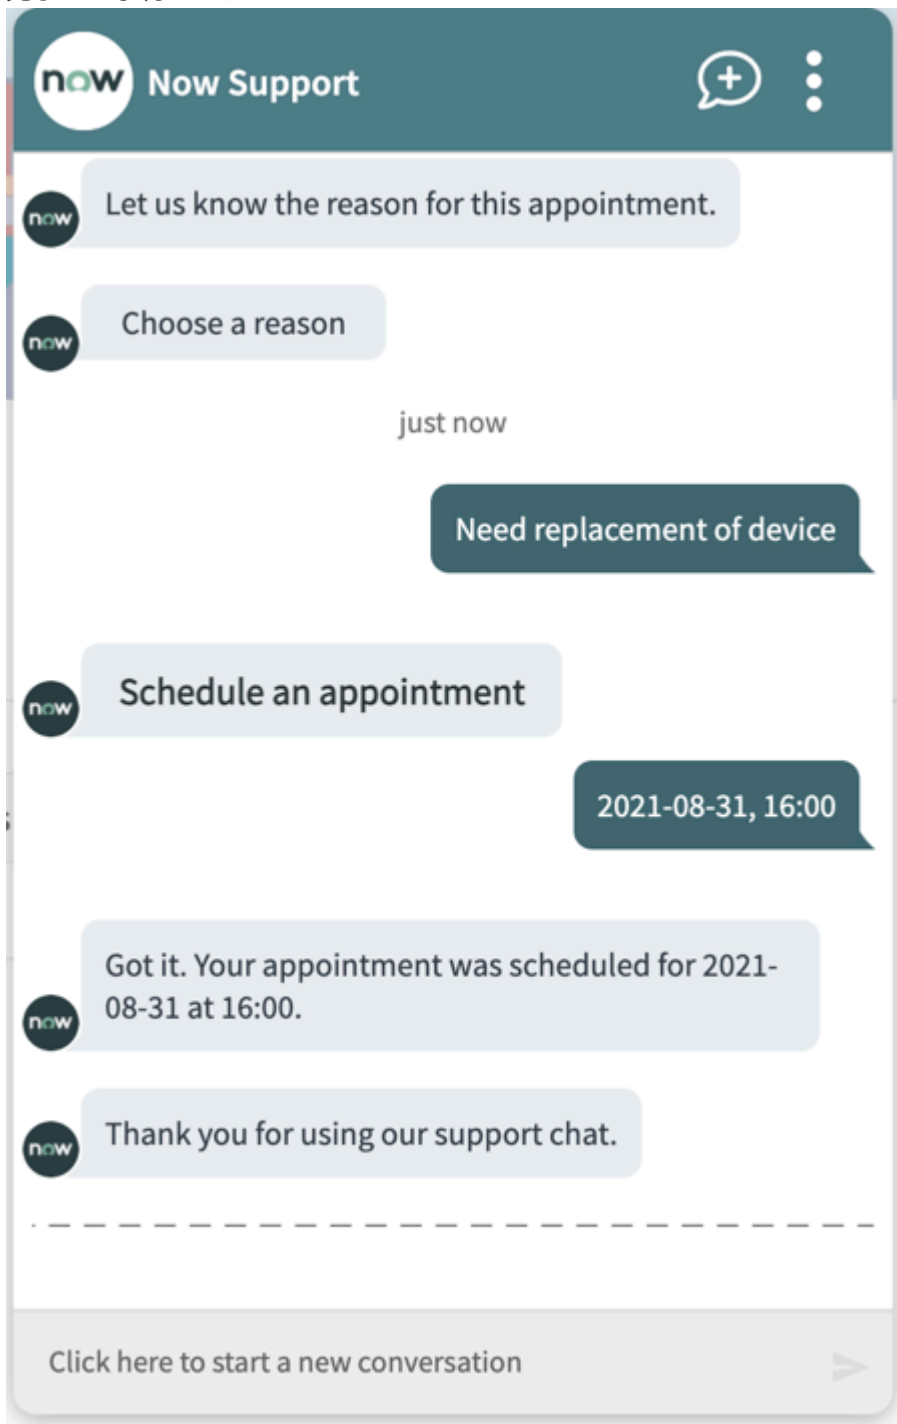 now Now Support
now Let us know the reason for this appointment.
now Choose a reason
just now
Need replacement of device
now Schedule an appointment
2021-08-31, 16:00
Got it. Your appointment was scheduled for 2021-
now 08-31 at 16:00.
now Thank you for using our support chat.
Click here to start a new conversation